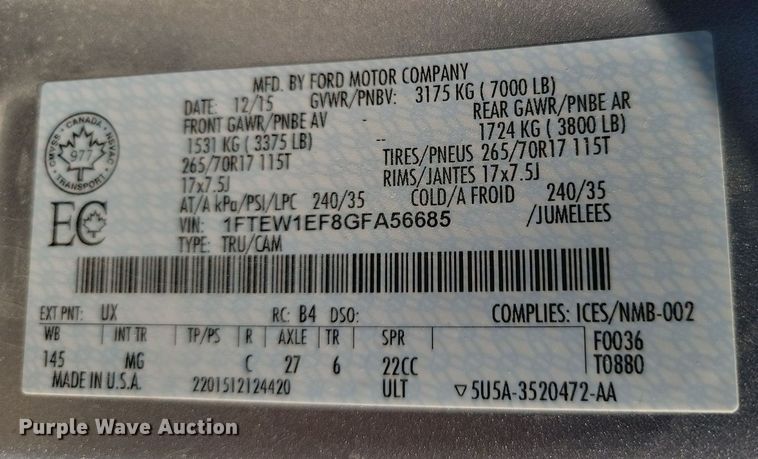 MFD. BY FORD MOTOR COMPANY
DATE: 12/15 GVWR/PNBV: 3175 KG ( 7000 LB)
FRONT GAWR/PNBE AV REAR GAWR/PNBE AR
1531 KG ( 3375 LB) 1724 KG ( 3800 LB)
265/70R17 115T TIRES/PNEUS 265/70R17 115T
17x7.5J RIMS/JANTES 17x7.5J
AT/A kPa/PSI/LPC 240/35 COLD/A FROID 240/35
VIN: 1FTEW1EF8GFA56685 /JUMELEES
TYPE: TRU/CAM
CMVSS - CANADA - NSVAC
977
TRANSPORT
EC
EXT PNT: UX RC: B4 DSO: COMPLIES: ICES/NMB-002
WB INT TR TP/PS R AXLE TR SPR F0036
145 MG C 27 6 22CC T0880
MADE IN U.S.A. 2201512124420 ULT ▽5U5A-3520472-AA
Purple Wave Auction